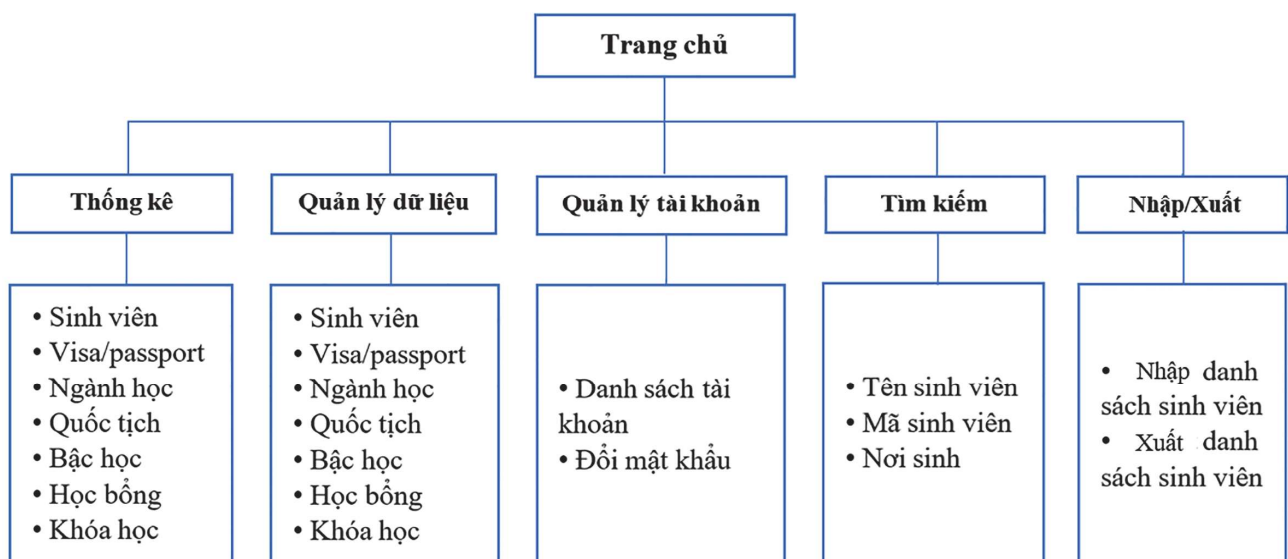 Trang chủ
Thống kê
Quản lý dữ liệu
Quản lý tài khoản
Tìm kiếm
Nhập/Xuất
• Sinh viên
• Visa/passport
• Ngành học
• Quốc tịch
• Bậc học
• Học bổng
• Khóa học
• Sinh viên
• Visa/passport
• Ngành học
• Quốc tịch
• Bậc học
• Học bổng
• Khóa học
• Danh sách tài
khoản
• Đổi mật khẩu
• Tên sinh viên
• Mã sinh viên
• Nơi sinh
• Nhập danh
sách sinh viên
• Xuất danh
sách sinh viên